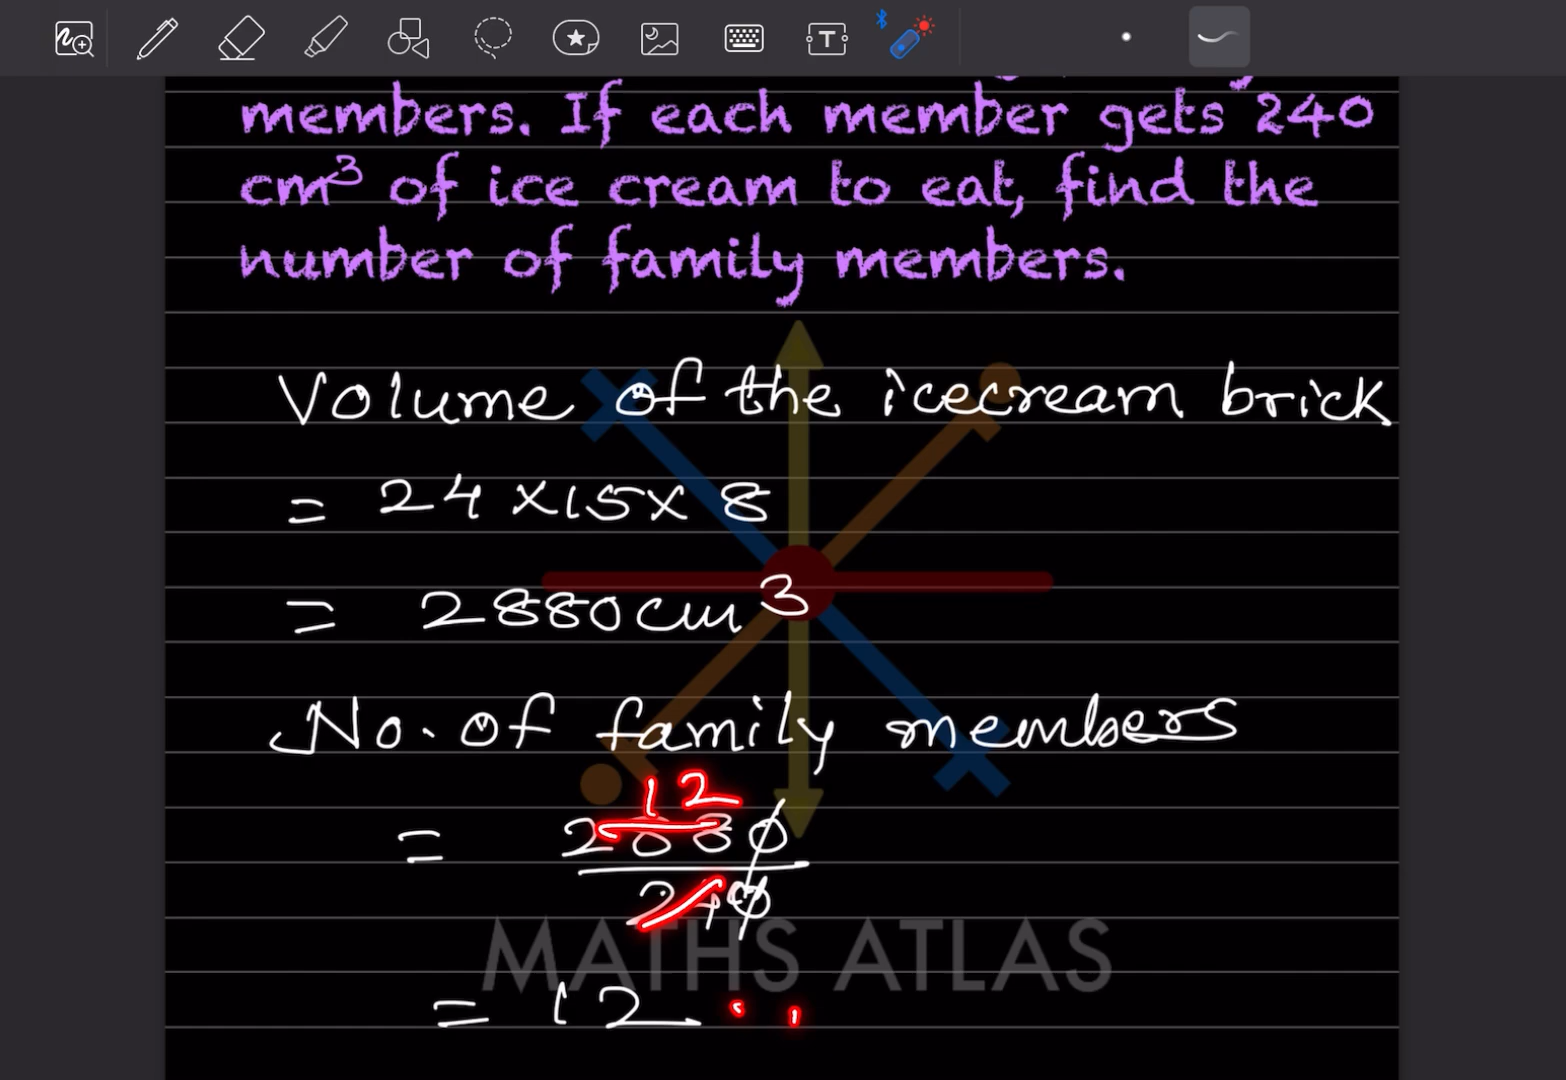 members. If each member gets 240
cm³ of ice cream to eat, find the
number of family members.
Volume of the icecream brick
= 24 × 15 × 8
= 2880 cm³
No. of family members
12
= 2880
240
MATHS ATLAS
= 12